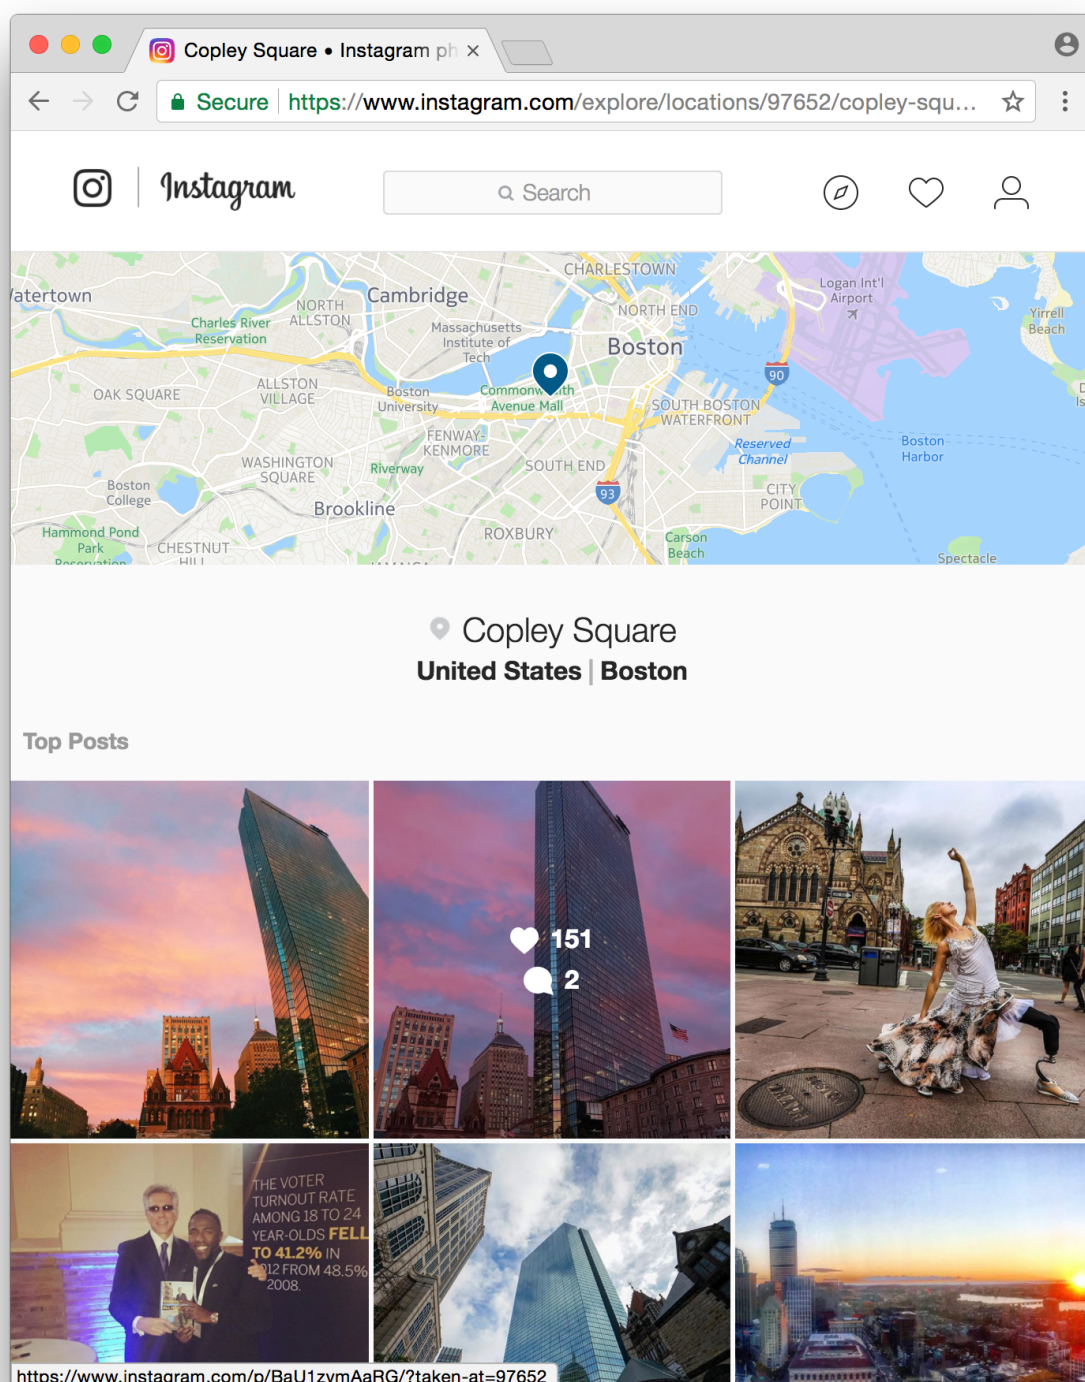 Copley Square • Instagram ph
Secure
https://www.instagram.com/explore/locations/97652/copley-squ...
Instagram
Search
CHARLESTOWN
Logan Int'l
Airport
atertown
Cambridge
NORTH
ALLSTON
NORTH END
Yirrell
Beach
Charles River
Reservation
Massachusetts
Institute of
Tech
Boston
90
OAK SQUARE
ALLSTON
VILLAGE
Boston
University
Commonwealth
Avenue Mall
SOUTH BOSTON
WATERFRONT
FENWAY-
KENMORE
Reserved
Channel
Boston
Harbor
WASHINGTON
SQUARE
Riverway
SOUTH END
Boston
College
93
CITY
POINT
Brookline
Hammond Pond
Park
Reservation
CHESTNUT
HILL
ROXBURY
Carson
Beach
Spectacle
Copley Square
United States | Boston
Top Posts
151
2
THE VOTER
TURNOUT RATE
AMONG 18 TO 24
YEAR-OLDS FELL
TO 41.2% IN
2012 FROM 48.5%
2008.
https://www.instagram.com/p/BaU1zvmAaRG/?taken-at=97652